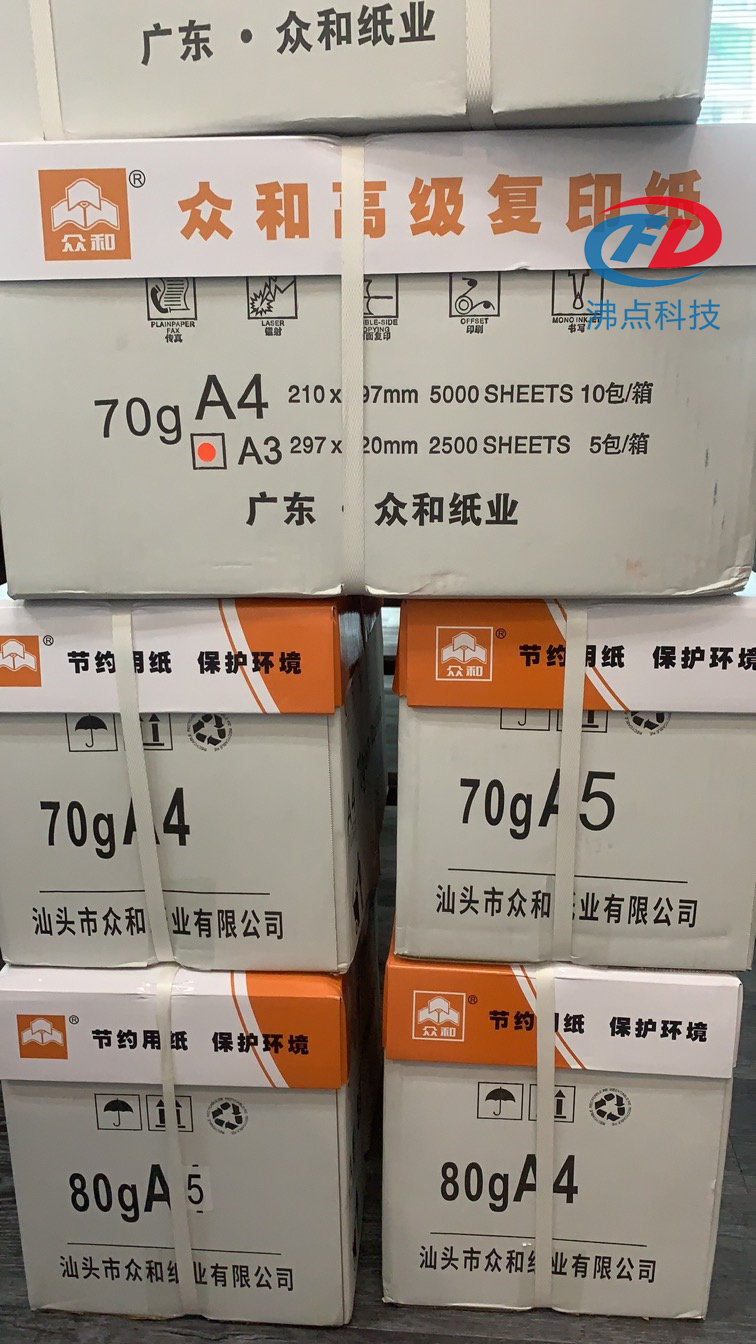 广东·众和纸业
众和® 众和高级复印纸
FL
沸点科技
PLAINPAPER FAX 传真
LASER 镭射
BLE-SIDE OPYING 面复印
OFFSET 印刷
MONO INKJET 书写
70g A4 210 x 97mm 5000 SHEETS 10包/箱
A3 297 x 20mm 2500 SHEETS 5包/箱
广东·众和纸业
® 节约用纸 保护环境
70gA4
汕头市众和 业有限公司
众和® 节约用纸 保护环境
70gA5
汕头市众和纸业有限公司
® 节约用纸 保护环境
80gA5
汕头市众和纸业有限公司
众和® 节约用纸 保护环境
80gA4
汕头市众和纸业有限公司